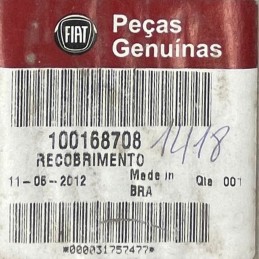 FIAT
Peças
Genuínas
100168708
1418
RECOBRIMENTO
11-06-2012 Made in BRA Qte 001
*000031757477*